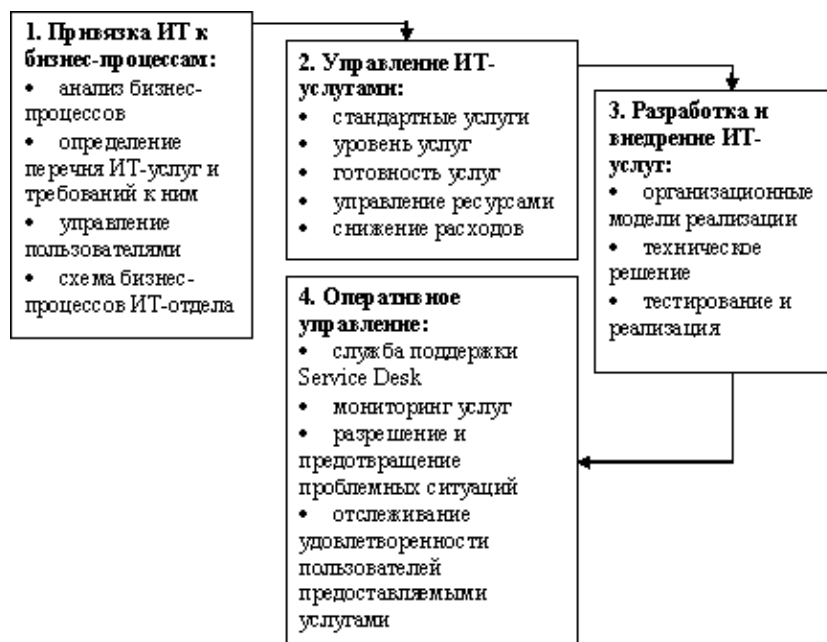 1. Привязка ИТ к
бизнес-процессам:
• анализ бизнес-
процессов
• определение
перечня ИТ-услуг и
требований к ним
• управление
пользователями
• схема бизнес-
процессов ИТ-отдела
2. Управление ИТ-
услугами:
• стандартные услуги
• уровень услуг
• готовность услуг
• управление ресурсами
• снижение расходов
3. Разработка и
внедрение ИТ-
услуг:
• организационные
модели реализации
• техническое
решение
• тестирование и
реализация
4. Оперативное
управление:
• служба поддержки
Service Desk
• мониторинг услуг
• разрешение и
предотвращение
проблемных ситуаций
• отслеживание
удовлетворенности
пользователей
предоставляемыми
услугами